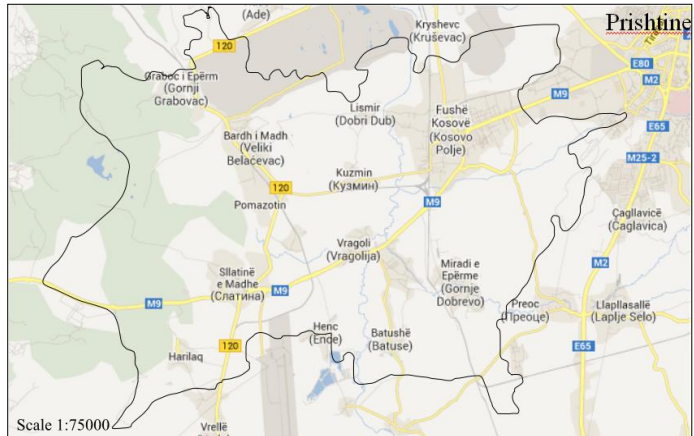 (Ade)
Kryshevc
(Kruševac)
Prishtine
Tira
120
E80
M2
Graboc i Epërm
(Gornji
Grabovac)
M9
Lismir
(Dobri Dub)
Fushë
Kosovë
(Kosovo
Polje)
E65
Bardh i Madh
(Veliki
Belaćevac)
M25-2
Kuzmin
(Кузмин)
120
Pomazotin
M9
Çagllavicë
(Čaglavica)
Vragoli
(Vragolija)
M2
Sllatinë
e Madhe
(Слатина)
M9
Miradi e
Epërme
(Gornje
Dobrevo)
M9
Preoc
(Преоце)
Llapllasallë
(Laplje Selo)
Henc
(Ence)
Batushë
(Batuse)
120
E65
Harilaq
Scale 1:75000
Vrellë